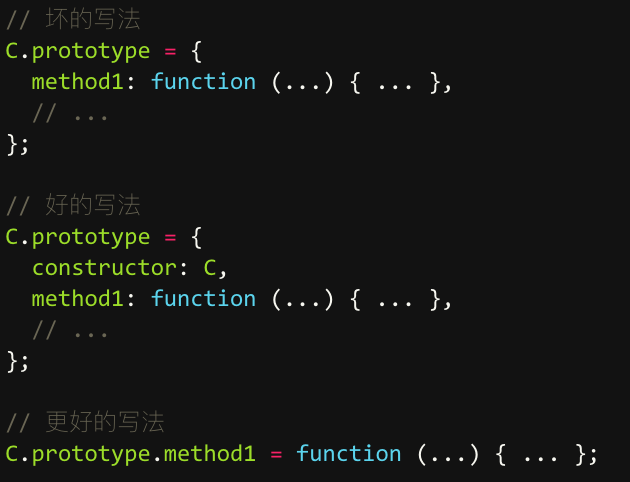 // 坏的写法
C.prototype = {
  method1: function (...) { ... },
  // ...
};

// 好的写法
C.prototype = {
  constructor: C,
  method1: function (...) { ... },
  // ...
};

// 更好的写法
C.prototype.method1 = function (...) { ... };